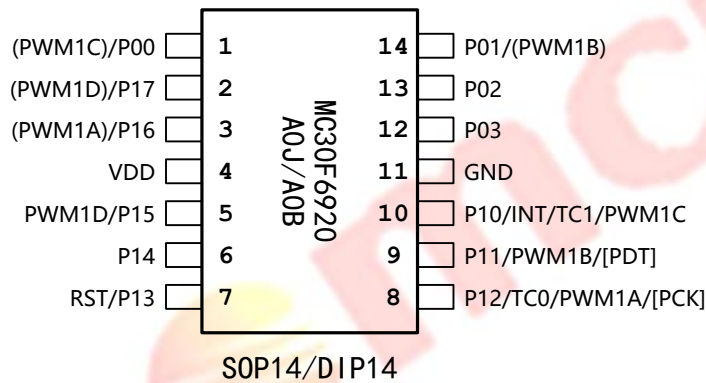 (PWM1C)/P00 1 14 P01/(PWM1B)
(PWM1D)/P17 2 13 P02
(PWM1A)/P16 3 12 P03
VDD 4 11 GND
PWM1D/P15 5 10 P10/INT/TC1/PWM1C
P14 6 9 P11/PWM1B/[PDT]
RST/P13 7 8 P12/TC0/PWM1A/[PCK]
MC30F6920
A0J/A0B
SOP14/DIP14